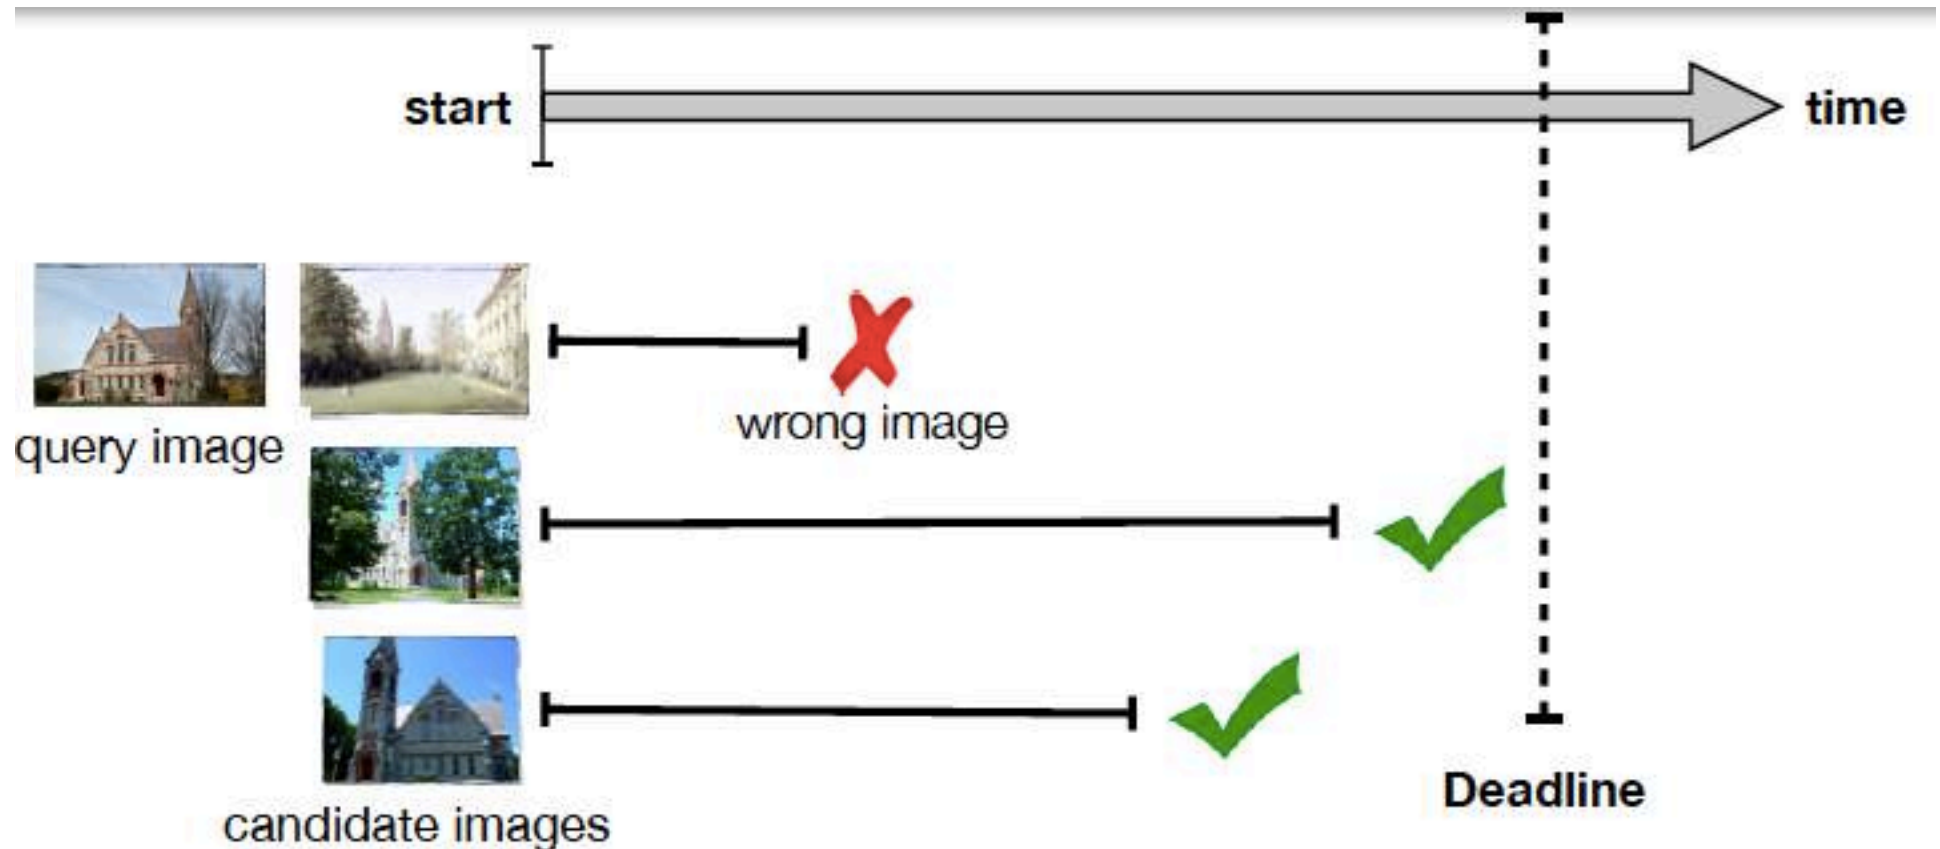 start
time
query image
wrong image
candidate images
Deadline